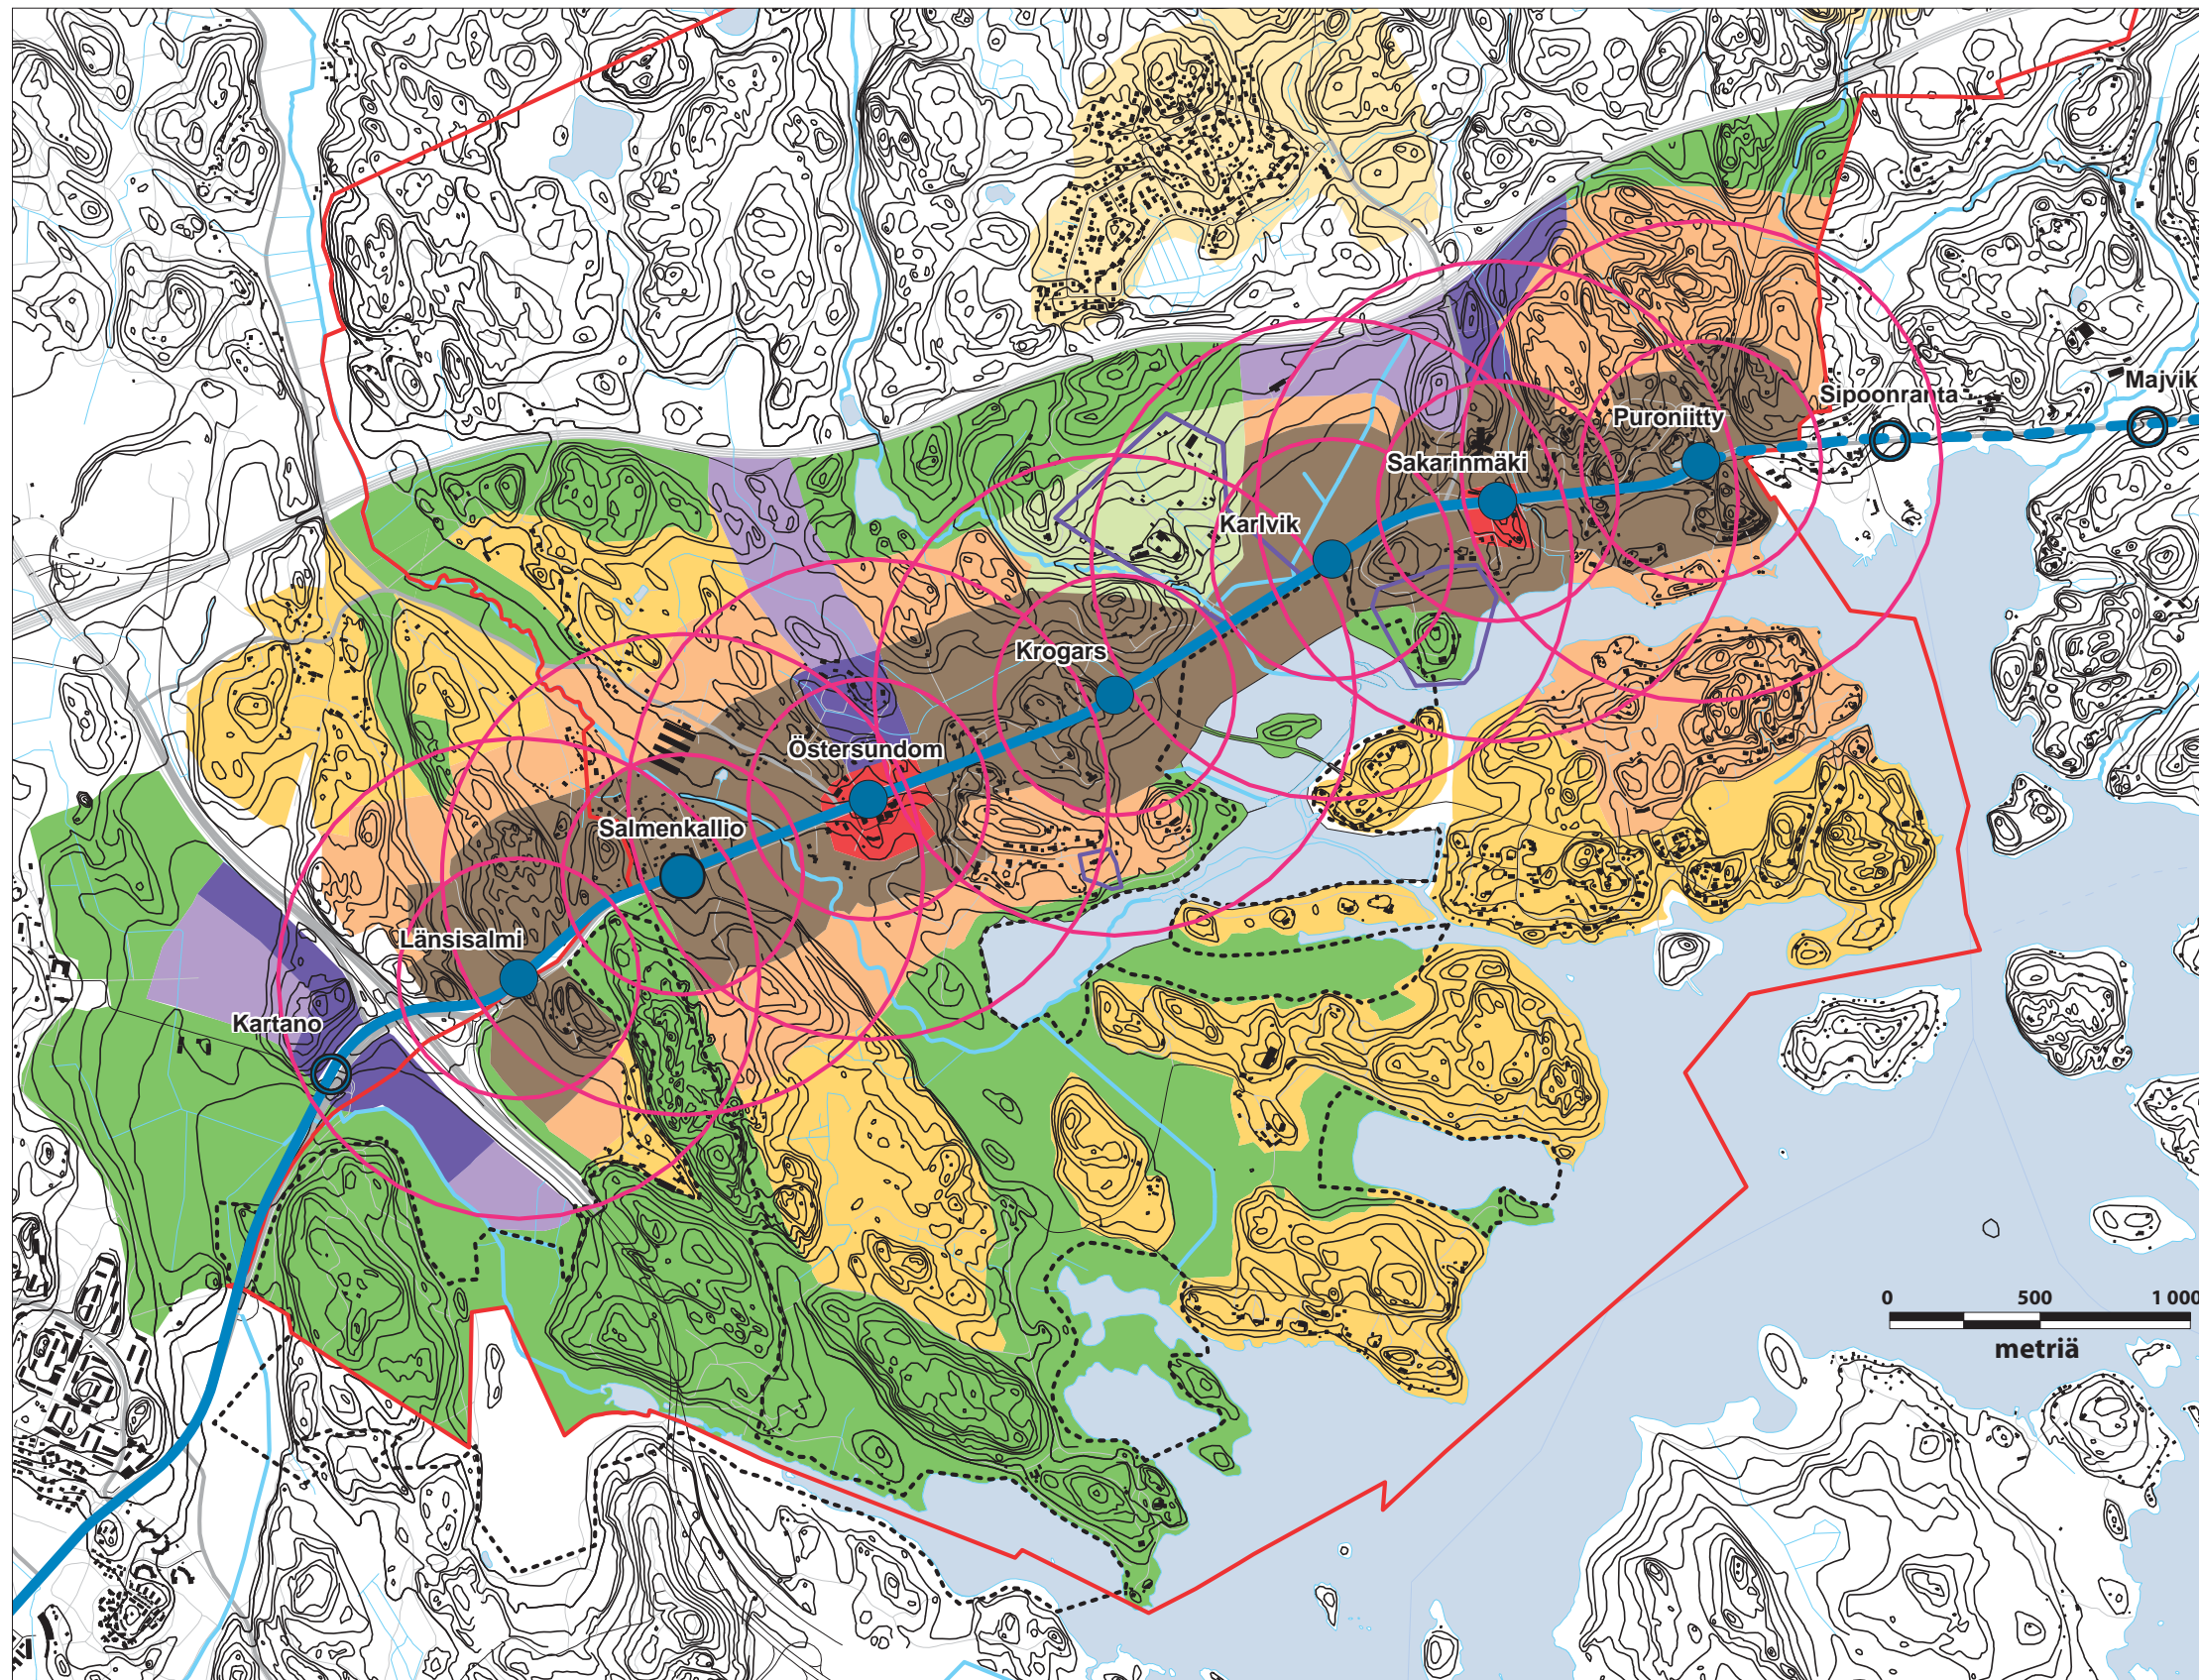 Majvik
Sipoonranta
Puroniitty
Sakarinmäki
Karlvik
Krogars
Östersundom
Salmenkallio
Länsisalmi
Kartano
0 500 1 000
metriä